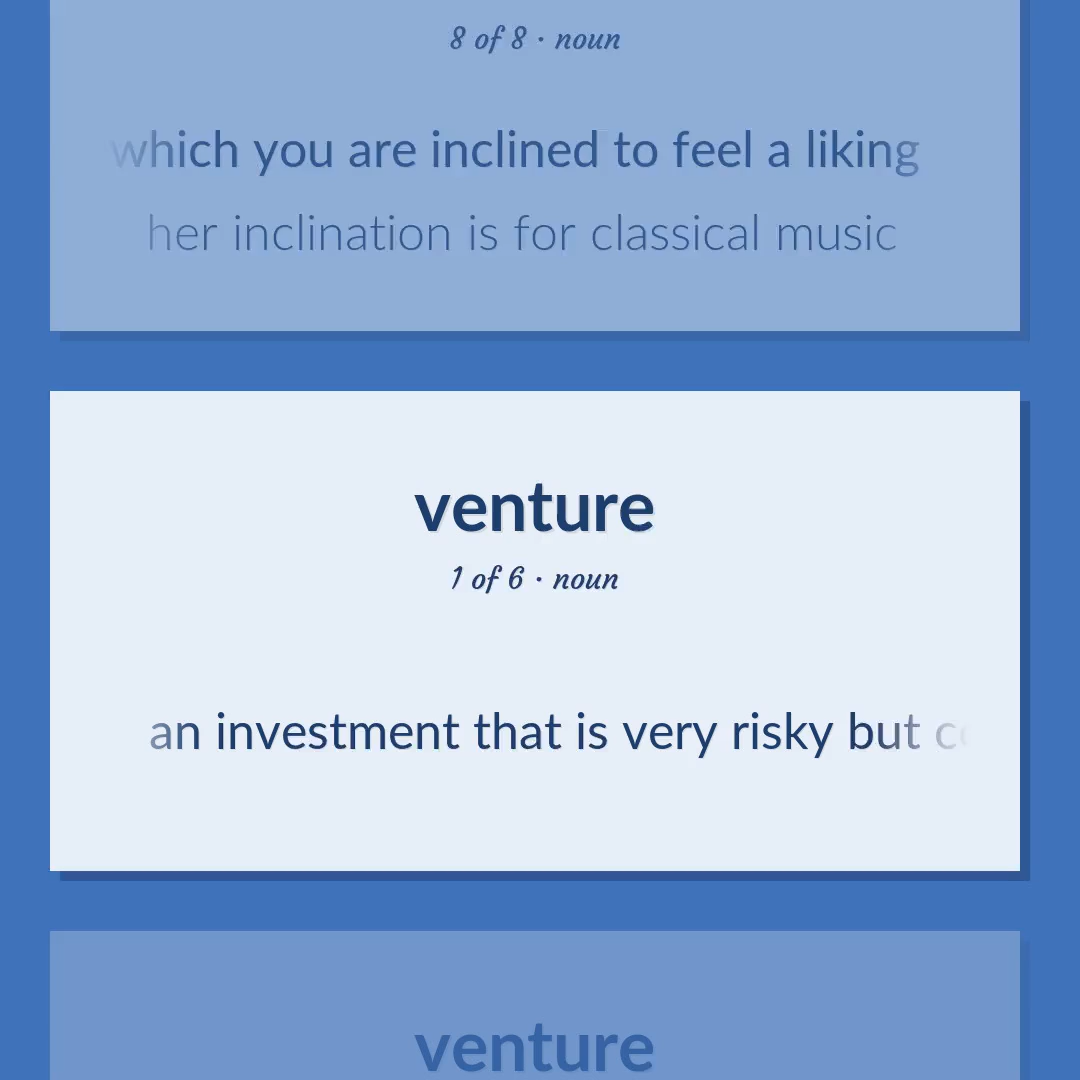 8 of 8 · noun
which you are inclined to feel a liking
her inclination is for classical music
venture
1 of 6 · noun
an investment that is very risky but
venture